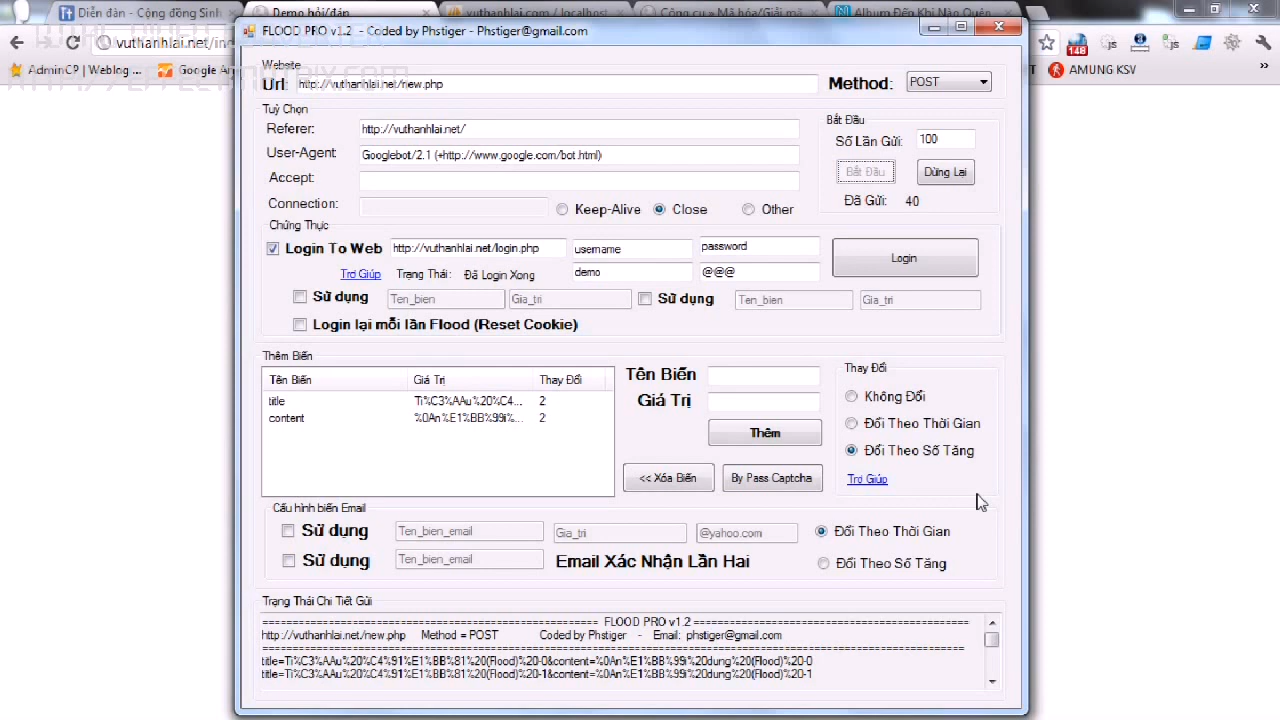 Diễn đàn - Cộng đồng Sinh
Demo hỏi/đáp
vuthanhlai.com / localhost
Công cụ » Mã hóa/Giải mã
Album Đến Khi Nào Quên
FLOOD PRO v1.2 - Coded by Phstiger - Phstiger@gmail.com
vuthanhlai.net/
148
js
js
AdminCP | Weblog ...
Google An
AMUNG KSV
»
Website
Url:
http://vuthanhlai.net/new.php
Method:
POST
Tuỳ Chọn
Referer:
http://vuthanhlai.net/
User-Agent:
Googlebot/2.1 (+http://www.google.com/bot.html)
Accept:
Connection:
Keep-Alive
Close
Other
Bắt Đầu
Số Lần Gửi:
100
Bắt Đầu
Dừng Lại
Đã Gửi:
40
Chứng Thực
Login To Web
http://vuthanhlai.net/login.php
username
password
Login
Trợ Giúp
Trạng Thái:
Đã Login Xong
demo
@@@
Sử dụng
Ten_bien
Gia_tri
Sử dụng
Ten_bien
Gia_tri
Login lại mỗi lần Flood (Reset Cookie)
Thêm Biến
Tên Biến
Giá Trị
Thay Đổi
title
Ti%C3%AAu%20%C4...
2
content
%0An%E1%BB%99i%...
2
Tên Biến
Giá Trị
Thêm
<< Xóa Biến
By Pass Captcha
Thay Đổi
Không Đổi
Đổi Theo Thời Gian
Đổi Theo Số Tăng
Trợ Giúp
Cấu hình biến Email
Sử dụng
Ten_bien_email
Gia_tri
@yahoo.com
Đổi Theo Thời Gian
Sử dụng
Ten_bien_email
Email Xác Nhận Lần Hai
Đổi Theo Số Tăng
Trạng Thái Chi Tiết Gửi
FLOOD PRO v1.2
http://vuthanhlai.net/new.php Method = POST Coded by Phstiger - Email: phstiger@gmail.com
title=Ti%C3%AAu%20%C4%91%E1%BB%81%20(Flood)%20-0&content=%0An%E1%BB%99i%20dung%20(Flood)%20-0
title=Ti%C3%AAu%20%C4%91%E1%BB%81%20(Flood)%20-1&content=%0An%E1%BB%99i%20dung%20(Flood)%20-1